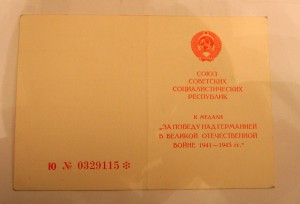 СОЮЗ
СОВЕТСКИХ
СОЦИАЛИСТИЧЕСКИХ
РЕСПУБЛИК
К МЕДАЛИ
„ЗА ПОБЕДУ НАД ГЕРМАНИЕЙ
В ВЕЛИКОЙ ОТЕЧЕСТВЕННОЙ
ВОЙНЕ 1941—1945 гг.“
Ю № 0329115 *